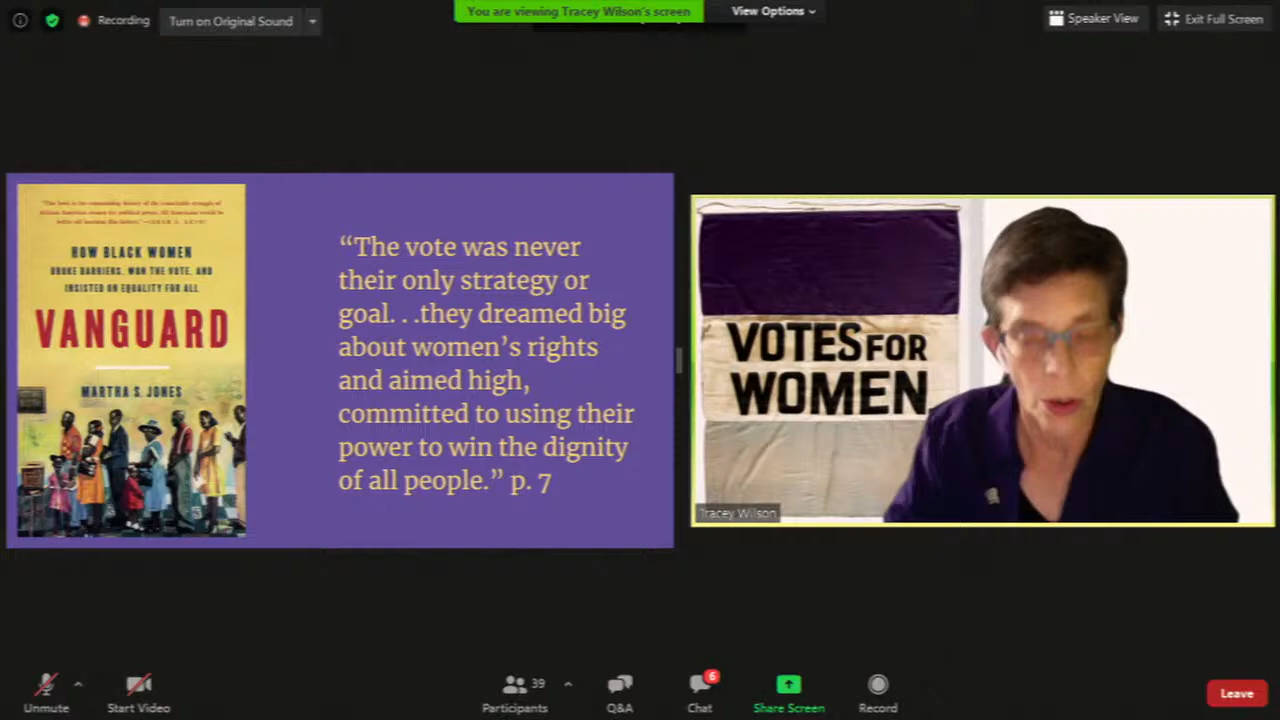 Recording
Turn on Original Sound
You are viewing Tracey Wilson's screen
View Options
Speaker View
Exit Full Screen
HOW BLACK WOMEN
BROKE BARRIERS, WON THE VOTE, AND
INSISTED ON EQUALITY FOR ALL
VANGUARD
MARTHA S. JONES
“The vote was never
their only strategy or
goal. . .they dreamed big
about women’s rights
and aimed high,
committed to using their
power to win the dignity
of all people.” p. 7
VOTES FOR
WOMEN
Tracey Wilson
Unmute
Start Video
39
Participants
Q&A
6
Chat
Share Screen
Record
Leave